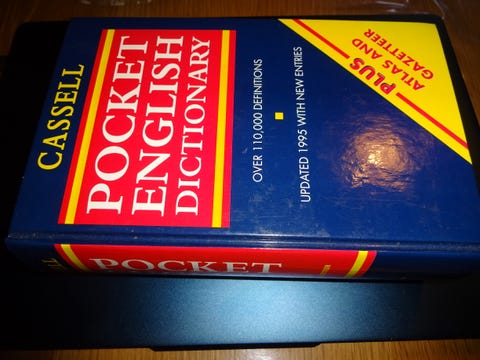 CASSELL
POCKET
ENGLISH
DICTIONARY
OVER 110,000 DEFINITIONS
UPDATED 1995 WITH NEW ENTRIES
PLUS
ATLAS AND
GAZETTEER
POCKET